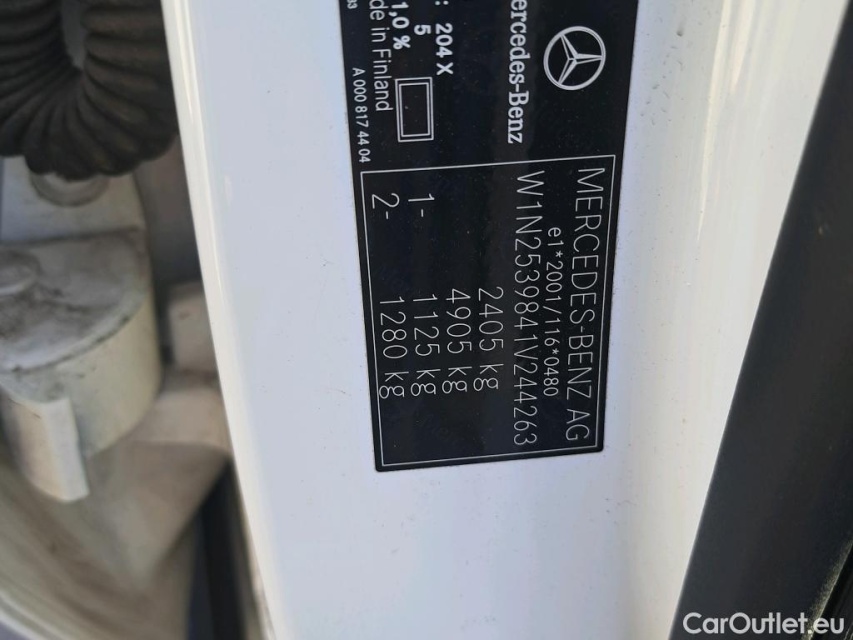 ercedes-Benz
: 204 X
5
1,0 %
de in Finland
A 000 817 44 04
MERCEDES-BENZ AG
e1*2001/116*0480
W1N2539841V244263
2405 kg
4905 kg
1- 1125 kg
2- 1280 kg
CarOutlet.eu